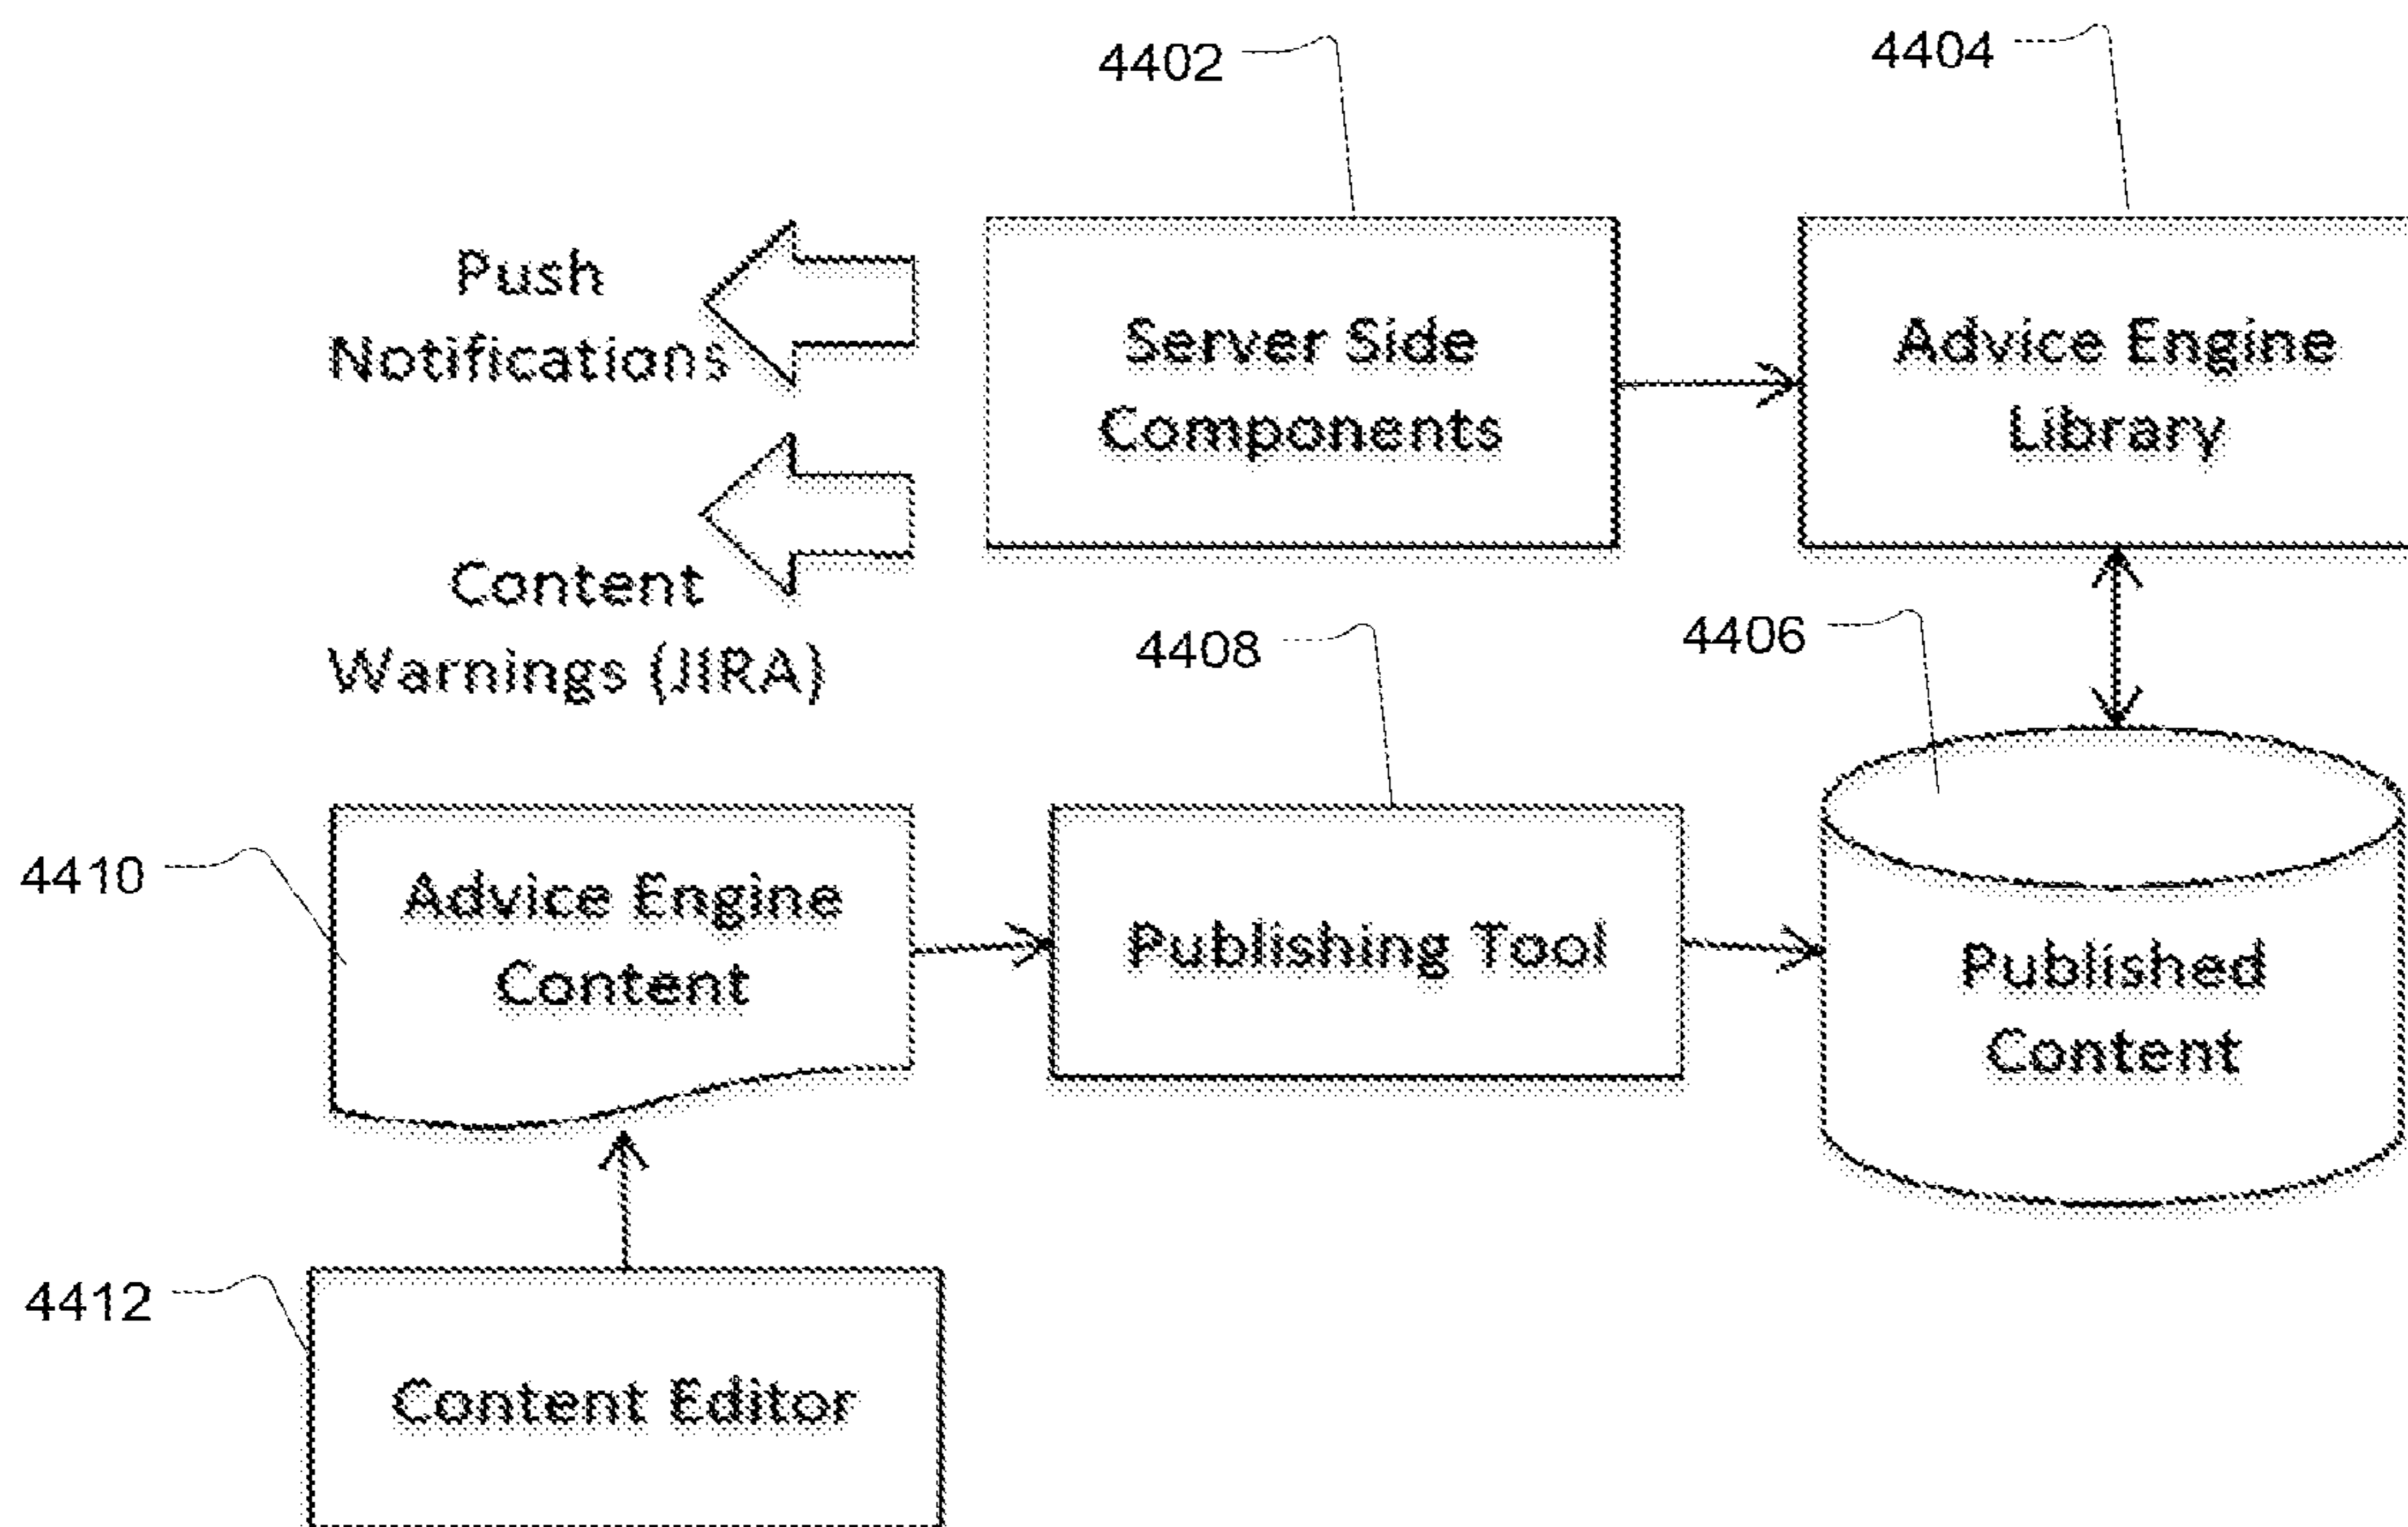 4402
4404
Push
Notifications
Server Side
Components
Advice Engine
Library
Content
Warnings (JIRA)
4408
4406
4410
Advice Engine
Content
Publishing Tool
Published
Content
4412
Content Editor